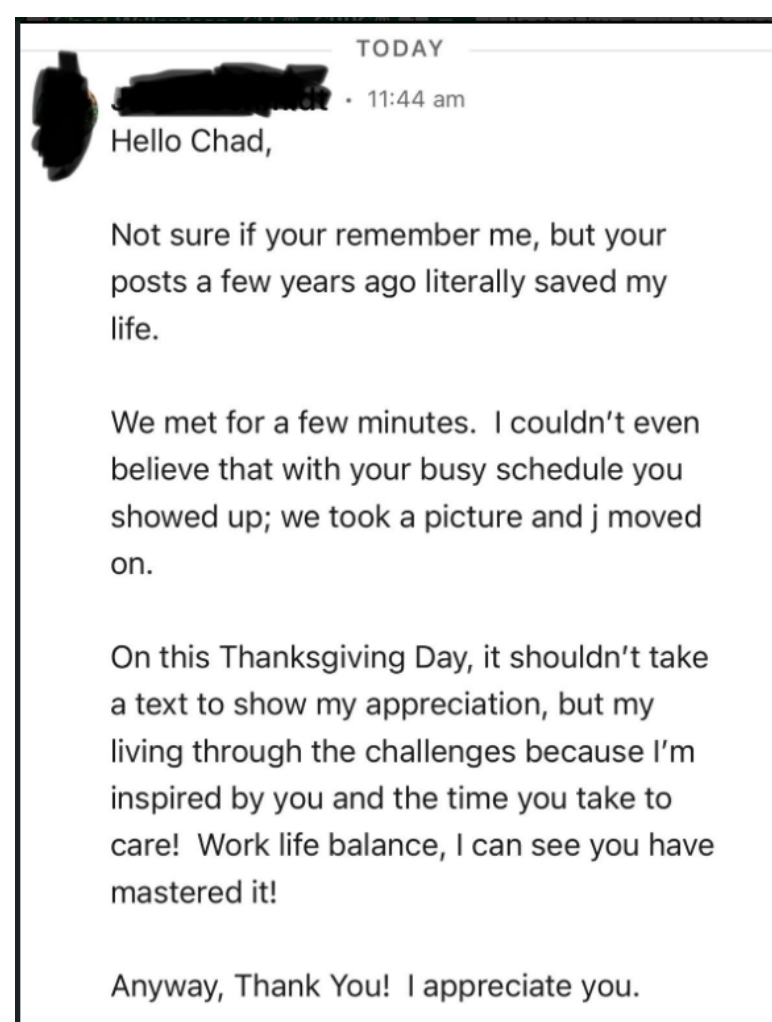 TODAY
· 11:44 am
Hello Chad,
Not sure if your remember me, but your
posts a few years ago literally saved my
life.
We met for a few minutes.  I couldn’t even
believe that with your busy schedule you
showed up; we took a picture and j moved
on.
On this Thanksgiving Day, it shouldn’t take
a text to show my appreciation, but my
living through the challenges because I’m
inspired by you and the time you take to
care!  Work life balance, I can see you have
mastered it!
Anyway, Thank You!  I appreciate you.